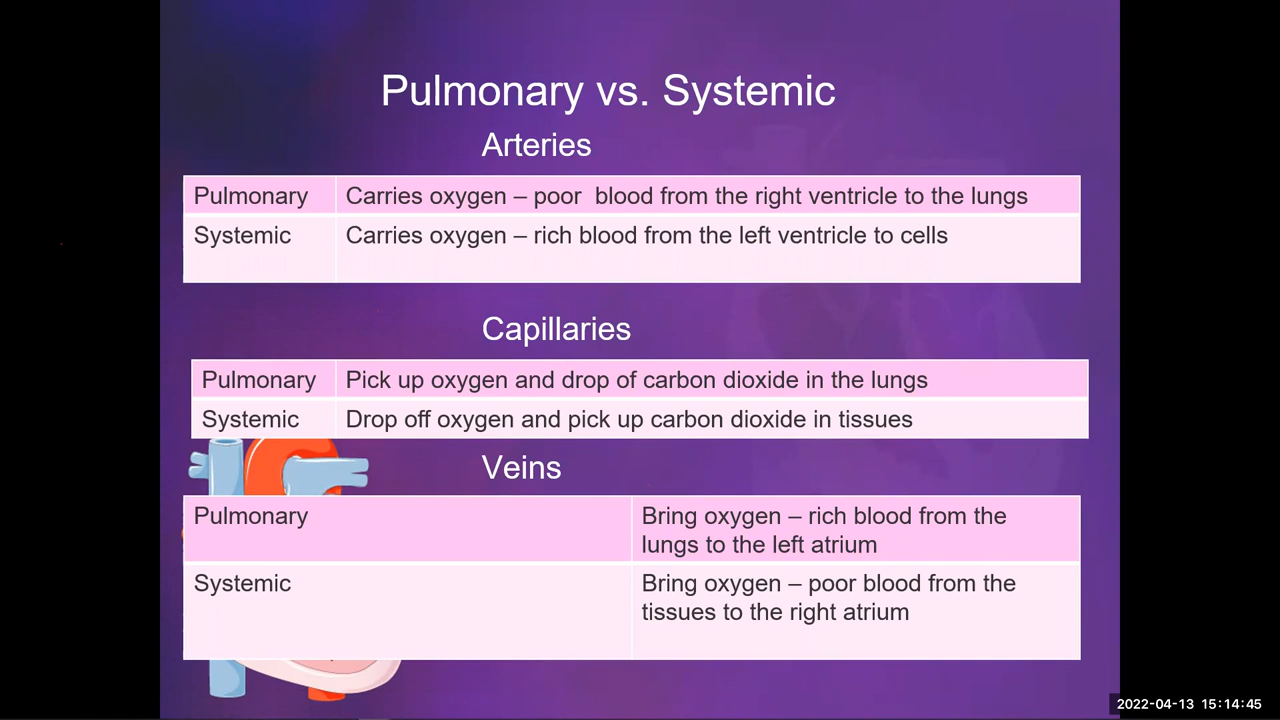 Pulmonary vs. Systemic
Arteries
Pulmonary Carries oxygen – poor  blood from the right ventricle to the lungs
Systemic Carries oxygen – rich blood from the left ventricle to cells
Capillaries
Pulmonary Pick up oxygen and drop of carbon dioxide in the lungs
Systemic Drop off oxygen and pick up carbon dioxide in tissues
Veins
Pulmonary Bring oxygen – rich blood from the
lungs to the left atrium
Systemic Bring oxygen – poor blood from the
tissues to the right atrium
2022-04-13 15:14:45